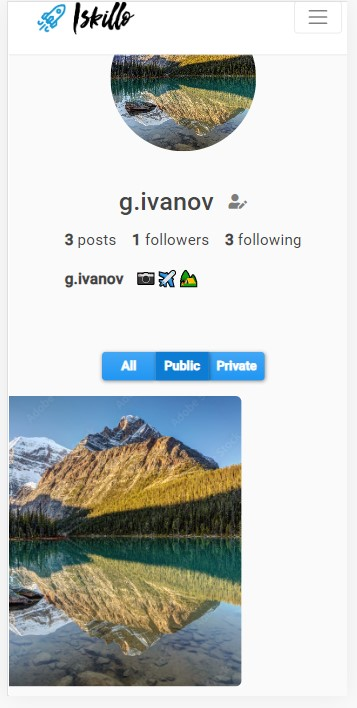 Iskillo
g.ivanov
3 posts 1 followers 3 following
g.ivanov 📷✈️🏕️
All Public Private